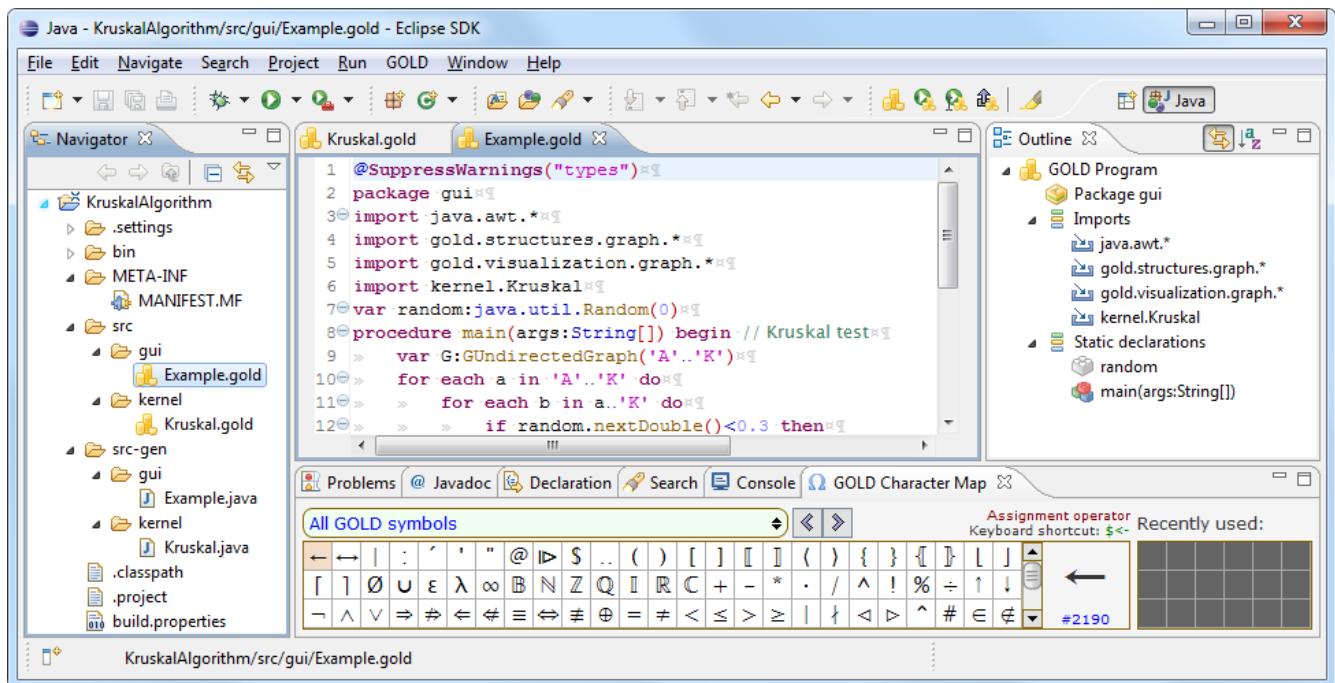 Java - KruskalAlgorithm/src/gui/Example.gold - Eclipse SDK
File Edit Navigate Search Project Run GOLD Window Help
Java
Navigator
KruskalAlgorithm
.settings
bin
META-INF
MANIFEST.MF
src
gui
Example.gold
kernel
Kruskal.gold
src-gen
gui
Example.java
kernel
Kruskal.java
.classpath
.project
build.properties
Kruskal.gold Example.gold
1 @SuppressWarnings("types")¤¶
2 package·gui¤¶
3 import·java.awt.*¤¶
4 import·gold.structures.graph.*¤¶
5 import·gold.visualization.graph.*¤¶
6 import·kernel.Kruskal¤¶
7 var·random:java.util.Random(0)¤¶
8 procedure·main(args:String[])·begin·//·Kruskal·test¤¶
9 » var·G:GUndirectedGraph('A'..'K')¤¶
10 » for·each·a·in·'A'..'K'·do¤¶
11 » » for·each·b·in·a..'K'·do¤¶
12 » » » if·random.nextDouble()<0.3·then¤¶
Outline
GOLD Program
Package gui
Imports
java.awt.*
gold.structures.graph.*
gold.visualization.graph.*
kernel.Kruskal
Static declarations
random
main(args:String[])
Problems @ Javadoc Declaration Search Console Ω GOLD Character Map
All GOLD symbols
Assignment operator
Keyboard shortcut: $<-
Recently used:
← ↔ | : ´ ' " @ ⧐ $ .. ( ) [ ] ⟦ ⟧ ⟨ ⟩ { } ⦃ ⦄ ⌊ ⌋
⌈ ⌉ Ø ∪ ε λ ∞ 𝔹 ℕ ℤ ℚ 𝕀 ℝ ℂ + − * · / ^ ! % ÷ ↑ ↓
¬ ∧ ∨ ⇒ ⇏ ⇐ ⇍ ≡ ⇔ ≢ ⊕ = ≠ < ≤ > ≥ | ∤ ⊲ ⊳ ^ # ∈ ∉
←
#2190
KruskalAlgorithm/src/gui/Example.gold